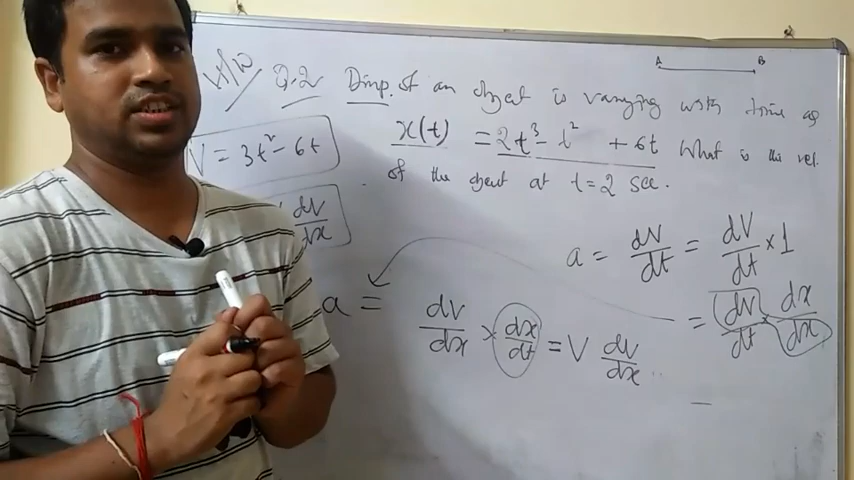 A B
H/W Q.2 Disp. of an object is varying with time as
x(t) = 2t³ - t² + 6t What is the vel.
of the object at t = 2 sec.
V = 3t² - 6t
dV/dx
a = dV/dt = dV/dt × 1
= dv/dt × dx/dx
a = dv/dx × dx/dt = V dv/dx